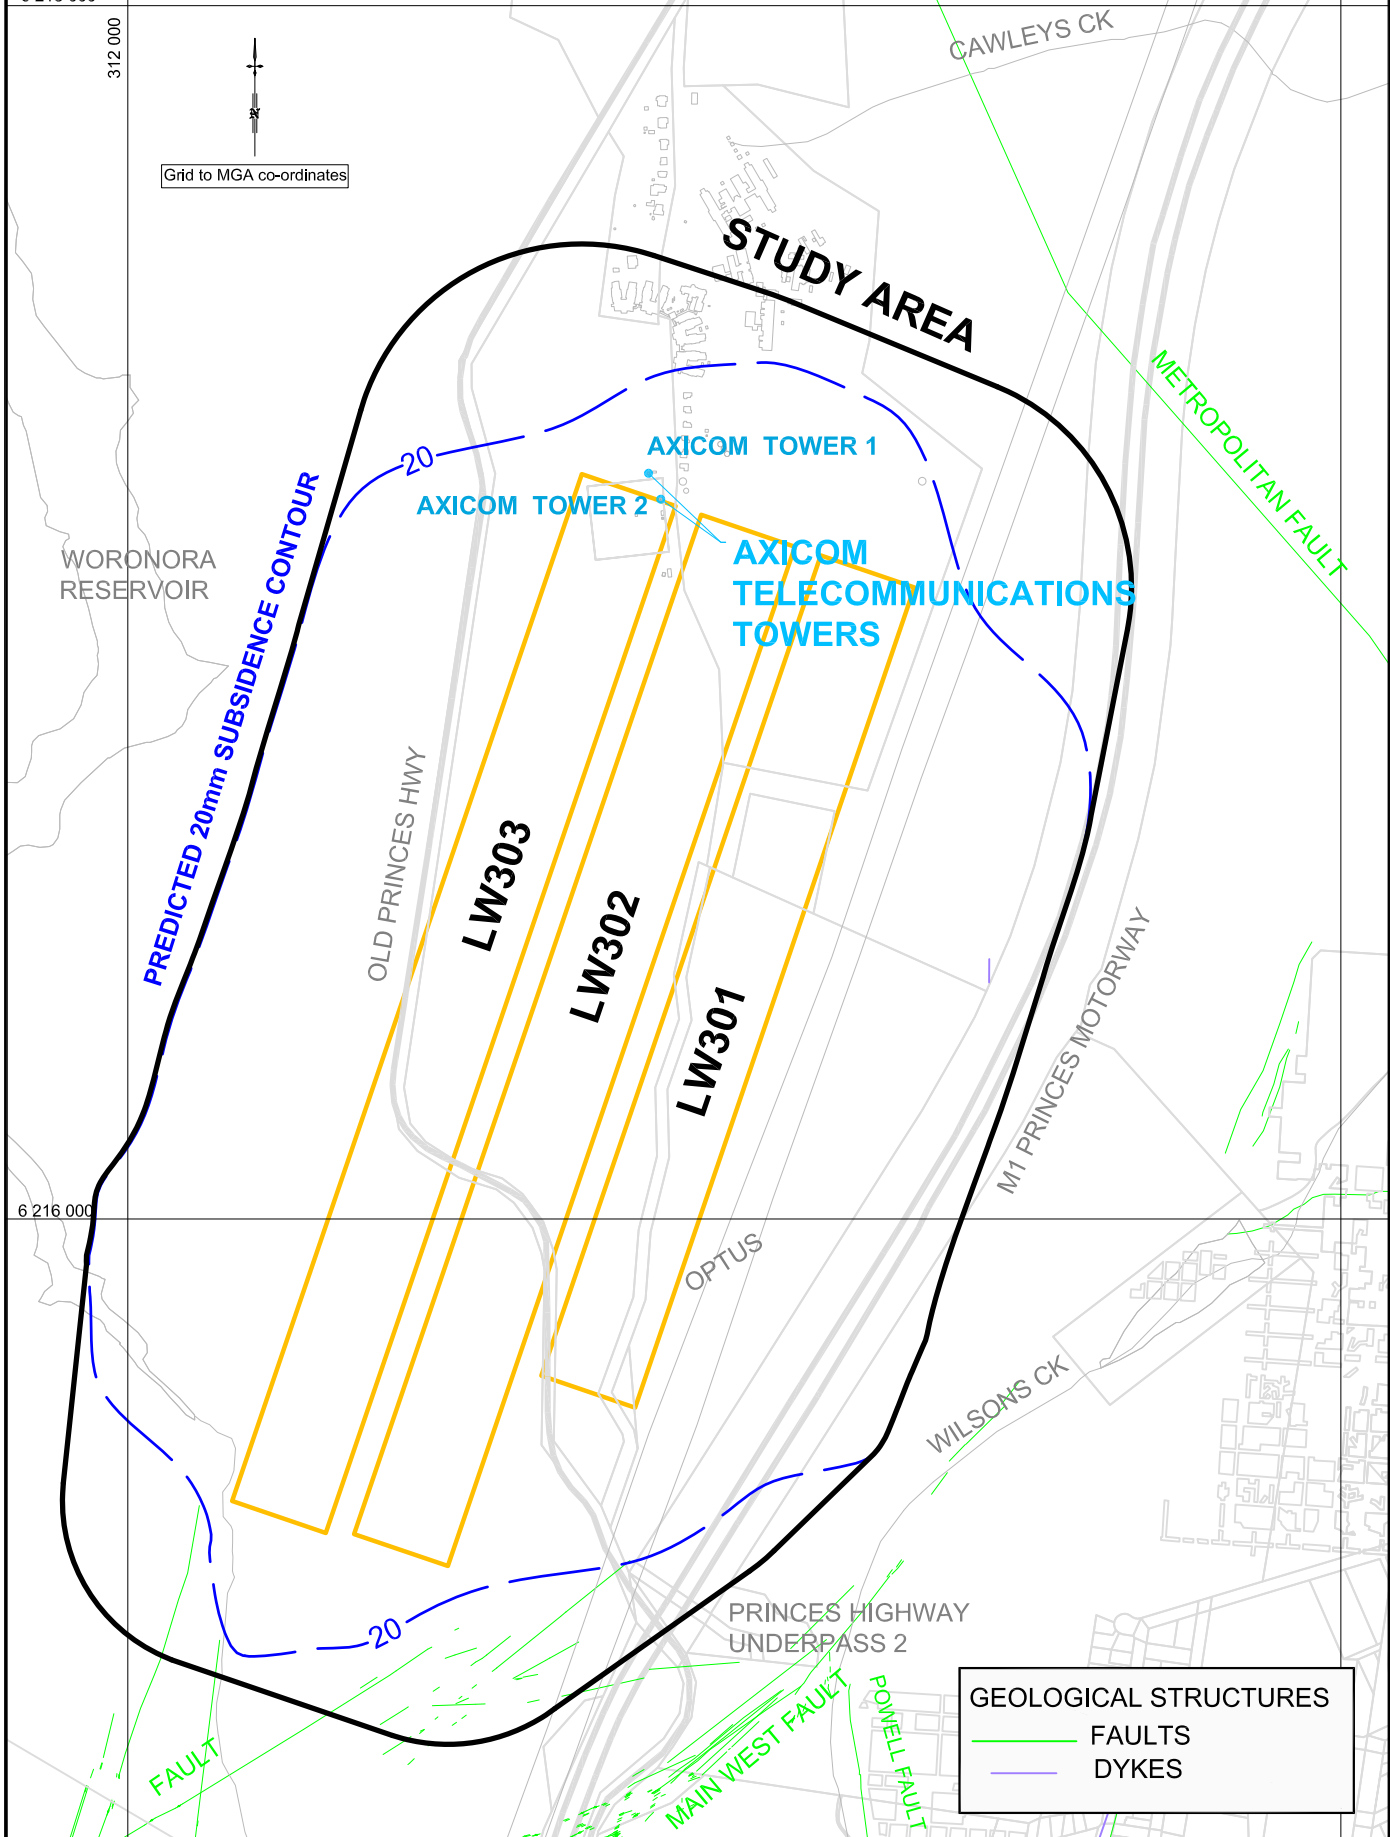 312 000
CAWLEYS CK
N
Grid to MGA co-ordinates
STUDY AREA
METROPOLITAN FAULT
AXICOM TOWER 1
20
AXICOM TOWER 2
AXICOM
TELECOMMUNICATIONS
TOWERS
WORONORA
RESERVOIR
PREDICTED 20mm SUBSIDENCE CONTOUR
OLD PRINCES HWY
LW303
LW302
LW301
M1 PRINCES MOTORWAY
6 216 000
OPTUS
WILSONS CK
20
PRINCES HIGHWAY
UNDERPASS 2
FAULT
MAIN WEST FAULT
POWELL FAULT
GEOLOGICAL STRUCTURES
FAULTS
DYKES